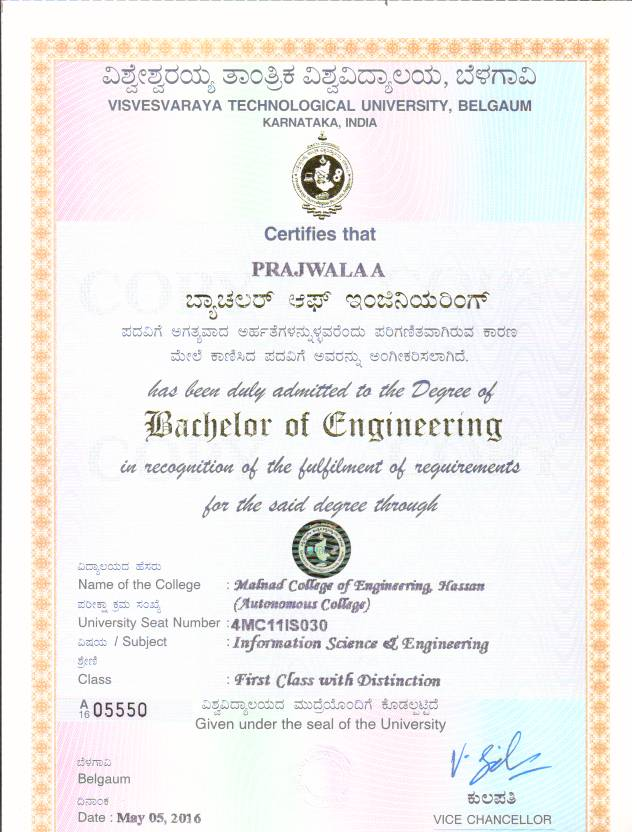 ವಿಶ್ವೇಶ್ವರಯ್ಯ ತಾಂತ್ರಿಕ ವಿಶ್ವವಿದ್ಯಾಲಯ, ಬೆಳಗಾವಿ
VISVESVARAYA TECHNOLOGICAL UNIVERSITY, BELGAUM
KARNATAKA, INDIA
Certifies that
PRAJWALA A
ಬ್ಯಾಚಲರ್ ಆಫ್ ಇಂಜಿನಿಯರಿಂಗ್
ಪದವಿಗೆ ಅಗತ್ಯವಾದ ಅರ್ಹತೆಗಳನ್ನುಳ್ಳವರೆಂದು ಪರಿಗಣಿತವಾಗಿರುವ ಕಾರಣ
ಮೇಲೆ ಕಾಣಿಸಿದ ಪದವಿಗೆ ಅವರನ್ನು ಅಂಗೀಕರಿಸಲಾಗಿದೆ.
has been duly admitted to the Degree of
Bachelor of Engineering
in recognition of the fulfilment of requirements
for the said degree through
ವಿದ್ಯಾಲಯದ ಹೆಸರು
Name of the College : Malnad College of Engineering, Hassan
ಪರೀಕ್ಷಾ ಕ್ರಮ ಸಂಖ್ಯೆ (Autonomous College)
University Seat Number : 4MC11IS030
ವಿಷಯ / Subject : Information Science & Engineering
ಶ್ರೇಣಿ
Class : First Class with Distinction
A 16 05550 ವಿಶ್ವವಿದ್ಯಾಲಯದ ಮುದ್ರೆಯೊಂದಿಗೆ ಕೊಡಲ್ಪಟ್ಟಿದೆ
Given under the seal of the University
ಬೆಳಗಾವಿ
Belgaum
ದಿನಾಂಕ ಕುಲಪತಿ
Date : May 05, 2016 VICE CHANCELLOR